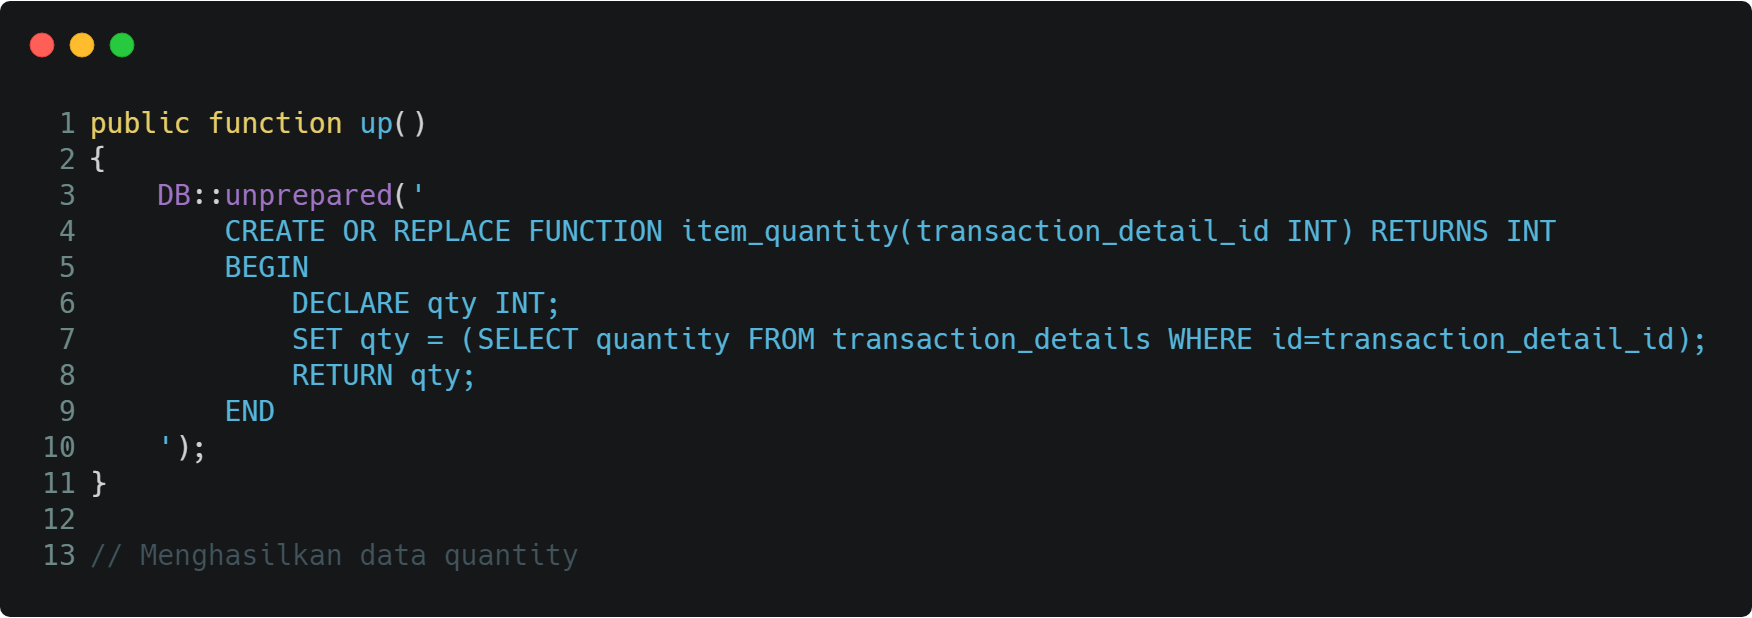 1 public function up()
2 {
3     DB::unprepared('
4         CREATE OR REPLACE FUNCTION item_quantity(transaction_detail_id INT) RETURNS INT
5         BEGIN
6             DECLARE qty INT;
7             SET qty = (SELECT quantity FROM transaction_details WHERE id=transaction_detail_id);
8             RETURN qty;
9         END
10     ');
11 }
12
13 // Menghasilkan data quantity